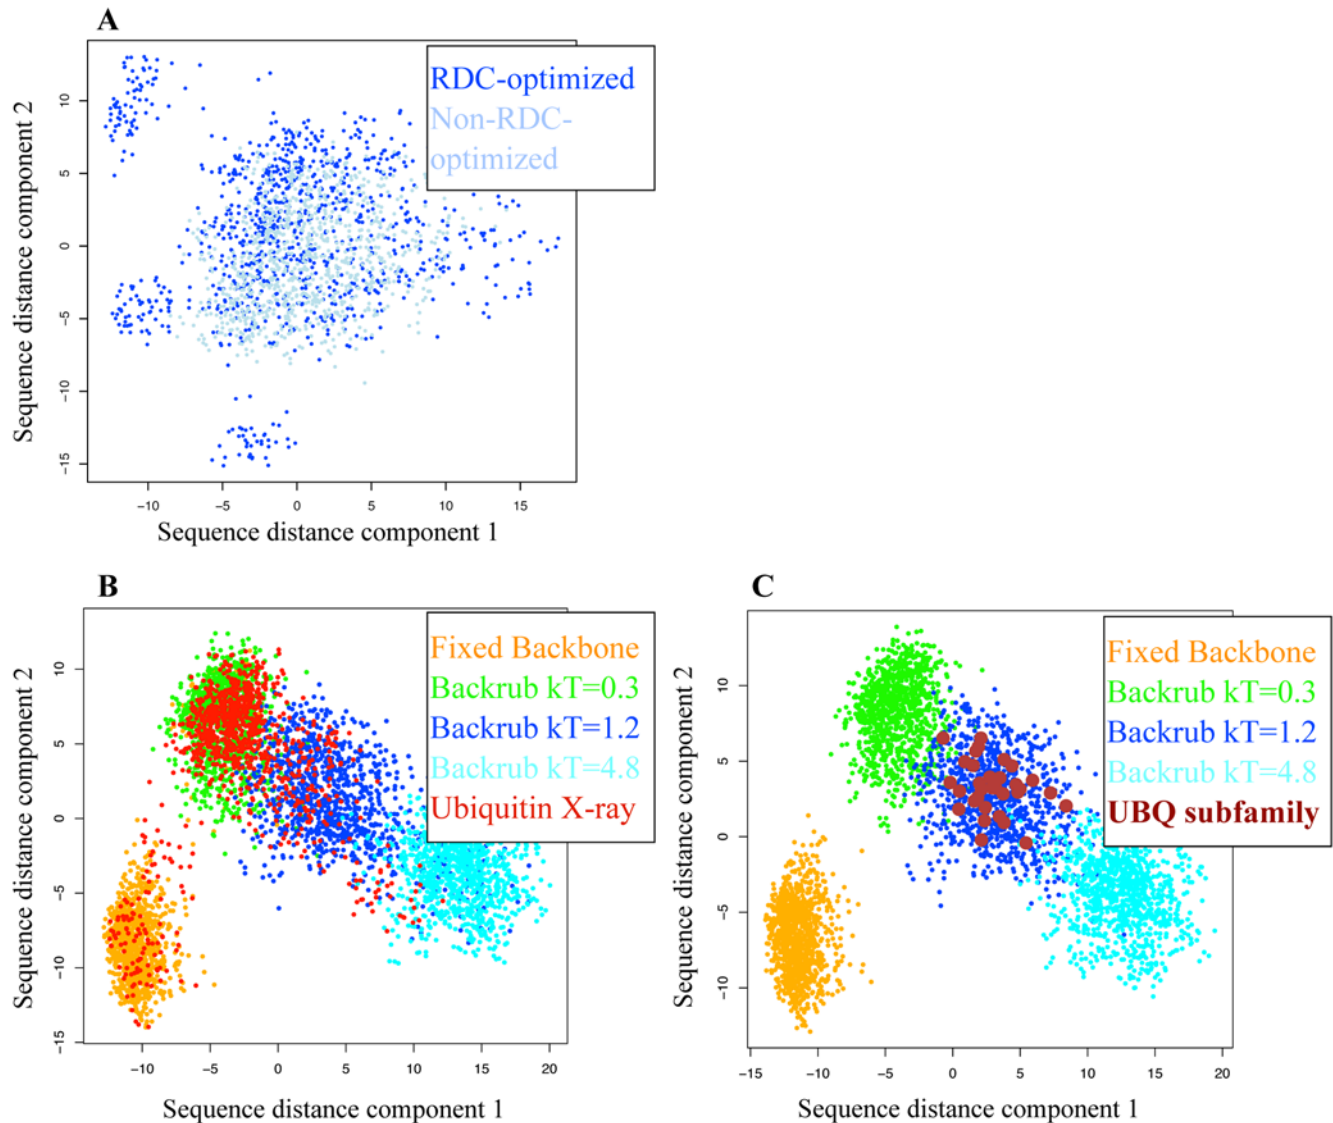 A
Sequence distance component 2
10
5
0
−5
−10
−15
RDC-optimized
Non-RDC-
optimized
−10 −5 0 5 10 15
Sequence distance component 1
B
Sequence distance component 2
10
5
0
−5
−10
−15
Fixed Backbone
Backrub kT=0.3
Backrub kT=1.2
Backrub kT=4.8
Ubiquitin X-ray
−10 −5 0 5 10 15 20
Sequence distance component 1
C
Sequence distance component 2
10
5
0
−5
−10
Fixed Backbone
Backrub kT=0.3
Backrub kT=1.2
Backrub kT=4.8
UBQ subfamily
−15 −10 −5 0 5 10 15 20
Sequence distance component 1